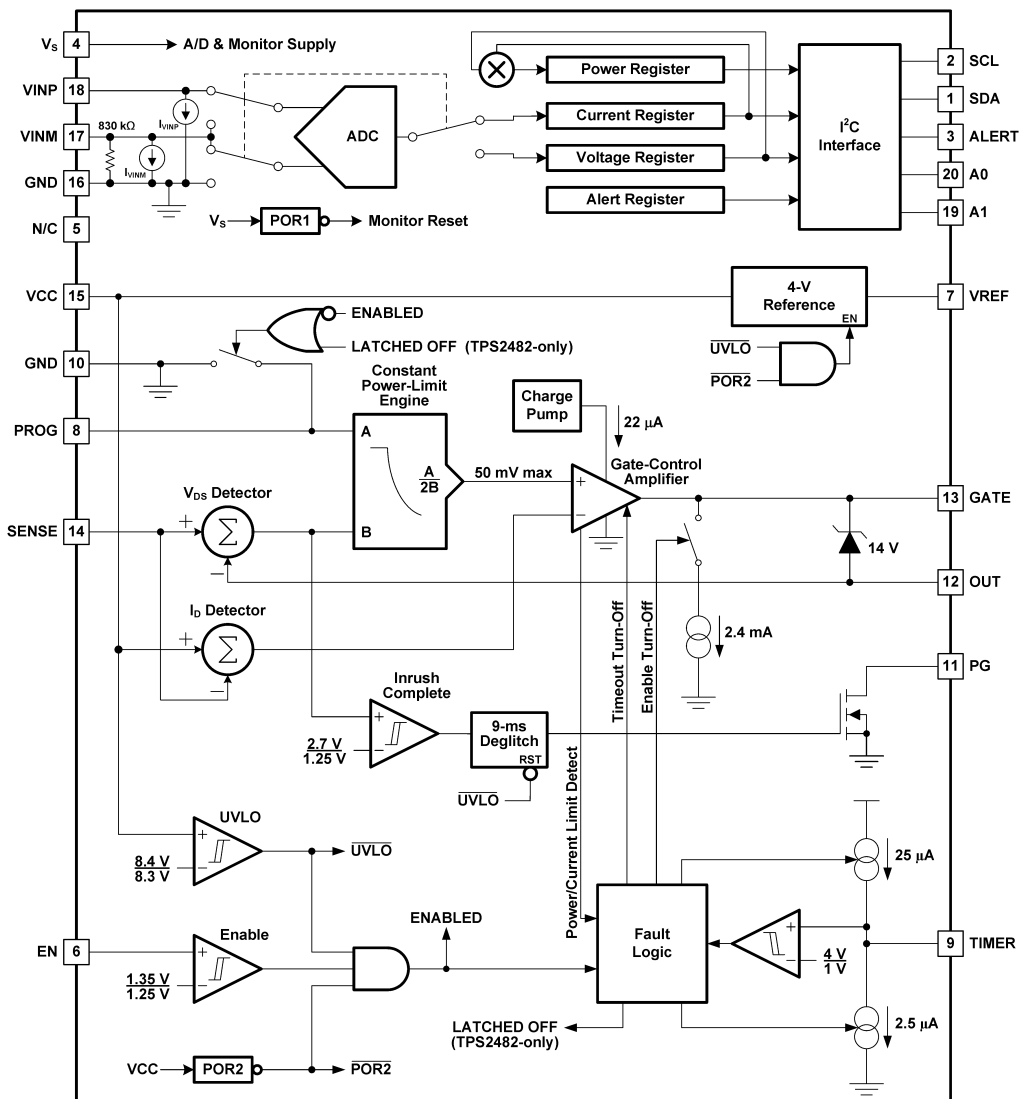 VS 4 A/D & Monitor Supply
VINP 18
IVINP
830 kΩ
VINM 17
IVINM
GND 16
N/C 5
ADC
VS POR1 Monitor Reset
Power Register
Current Register
Voltage Register
Alert Register
I2C
Interface
2 SCL
1 SDA
3 ALERT
20 A0
19 A1
VCC 15
4-V
Reference
EN
7 VREF
UVLO
POR2
ENABLED
LATCHED OFF (TPS2482-only)
GND 10
PROG 8
Constant
Power-Limit
Engine
A
A
2B
B
Charge
Pump
22 μA
50 mV max
Gate-Control
Amplifier
+
−
13 GATE
14 V
12 OUT
VDS Detector
SENSE 14
+
Σ
−
ID Detector
+
Σ
−
2.4 mA
Timeout Turn-Off
Enable Turn-Off
Power/Current Limit Detect
11 PG
Inrush
Complete
+
−
2.7 V
1.25 V
9-ms
Deglitch
RST
UVLO
UVLO
+
−
8.4 V
8.3 V
UVLO
25 μA
ENABLED
EN 6
Enable
+
−
1.35 V
1.25 V
Fault
Logic
+
−
4 V
1 V
9 TIMER
2.5 μA
LATCHED OFF
(TPS2482-only)
VCC POR2 POR2